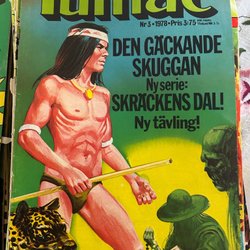 Nr 3 • 1978 • Pris 3:75
DEN GÄCKANDE
SKUGGAN
Ny serie:
SKRÄCKENS DAL!
Ny tävling!